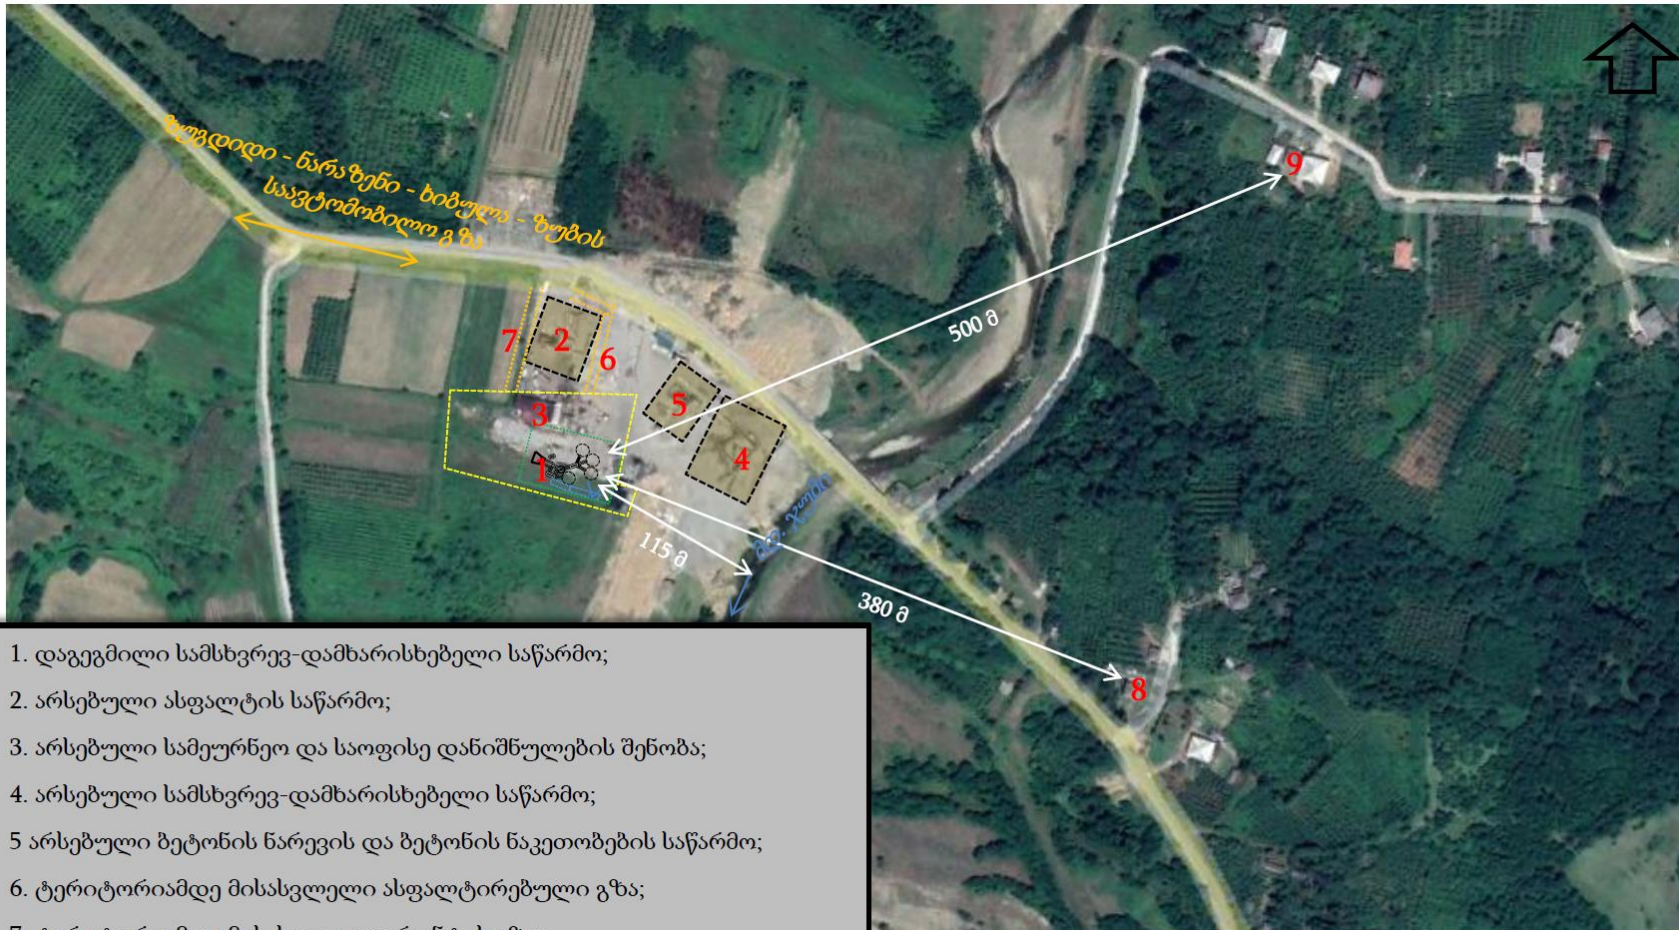 ზუგდიდი - ნარაზენი - ხიბულა - ზუბის
საავტომობილო გზა
9
500 მ
7
2
6
5
3
4
1
მდ. ჯუმი
115 მ
380 მ
8
1. დაგეგმილი სამსხვრევ-დამხარისხებელი საწარმო;
2. არსებული ასფალტის საწარმო;
3. არსებული სამეურნეო და საოფისე დანიშნულების შენობა;
4. არსებული სამსხვრევ-დამხარისხებელი საწარმო;
5 არსებული ბეტონის ნარევის და ბეტონის ნაკეთობების საწარმო;
6. ტერიტორიამდე მისასვლელი ასფალტირებული გზა;